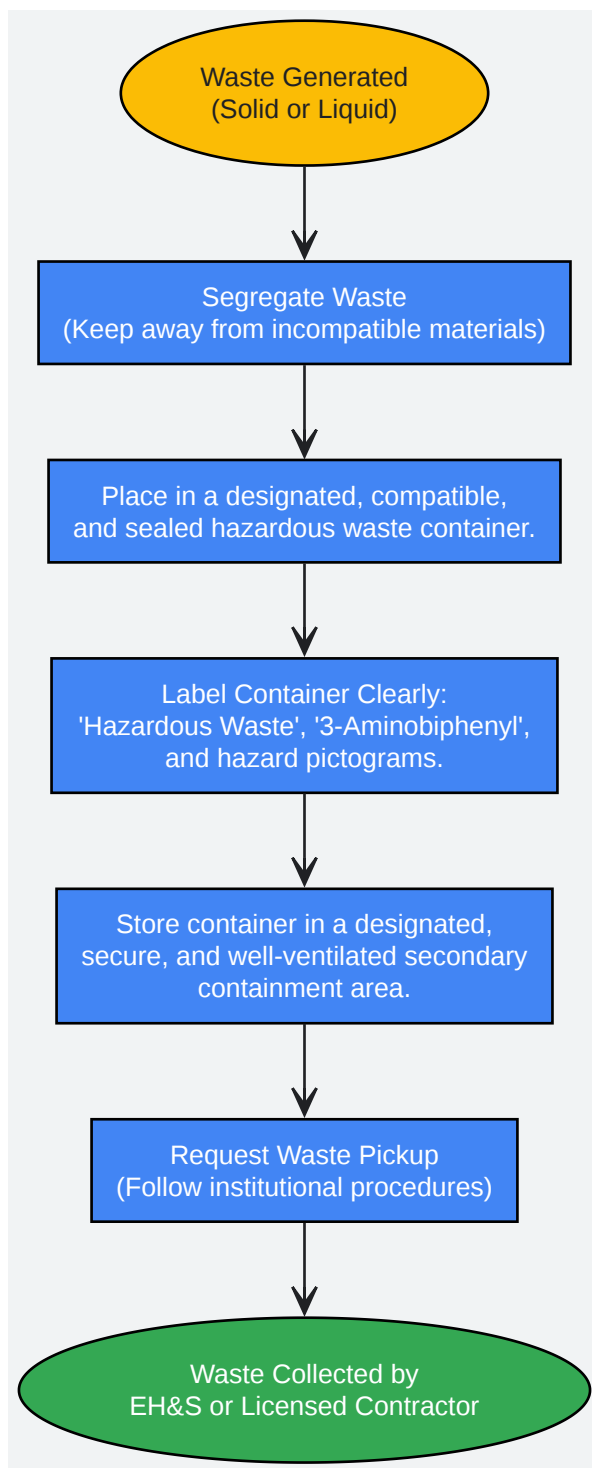 Waste Generated
(Solid or Liquid)
Segregate Waste
(Keep away from incompatible materials)
Place in a designated, compatible,
and sealed hazardous waste container.
Label Container Clearly:
'Hazardous Waste', '3-Aminobiphenyl',
and hazard pictograms.
Store container in a designated,
secure, and well-ventilated secondary
containment area.
Request Waste Pickup
(Follow institutional procedures)
Waste Collected by
EH&S or Licensed Contractor